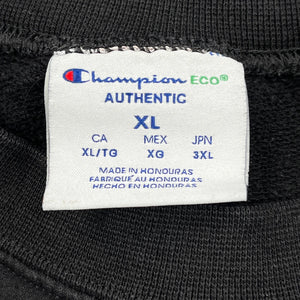 Champion ECO®
AUTHENTIC
XL
CA MEX JPN
XL/TG XG 3XL
MADE IN HONDURAS
FABRIQUÉ AU HONDURAS
HECHO EN HONDURAS